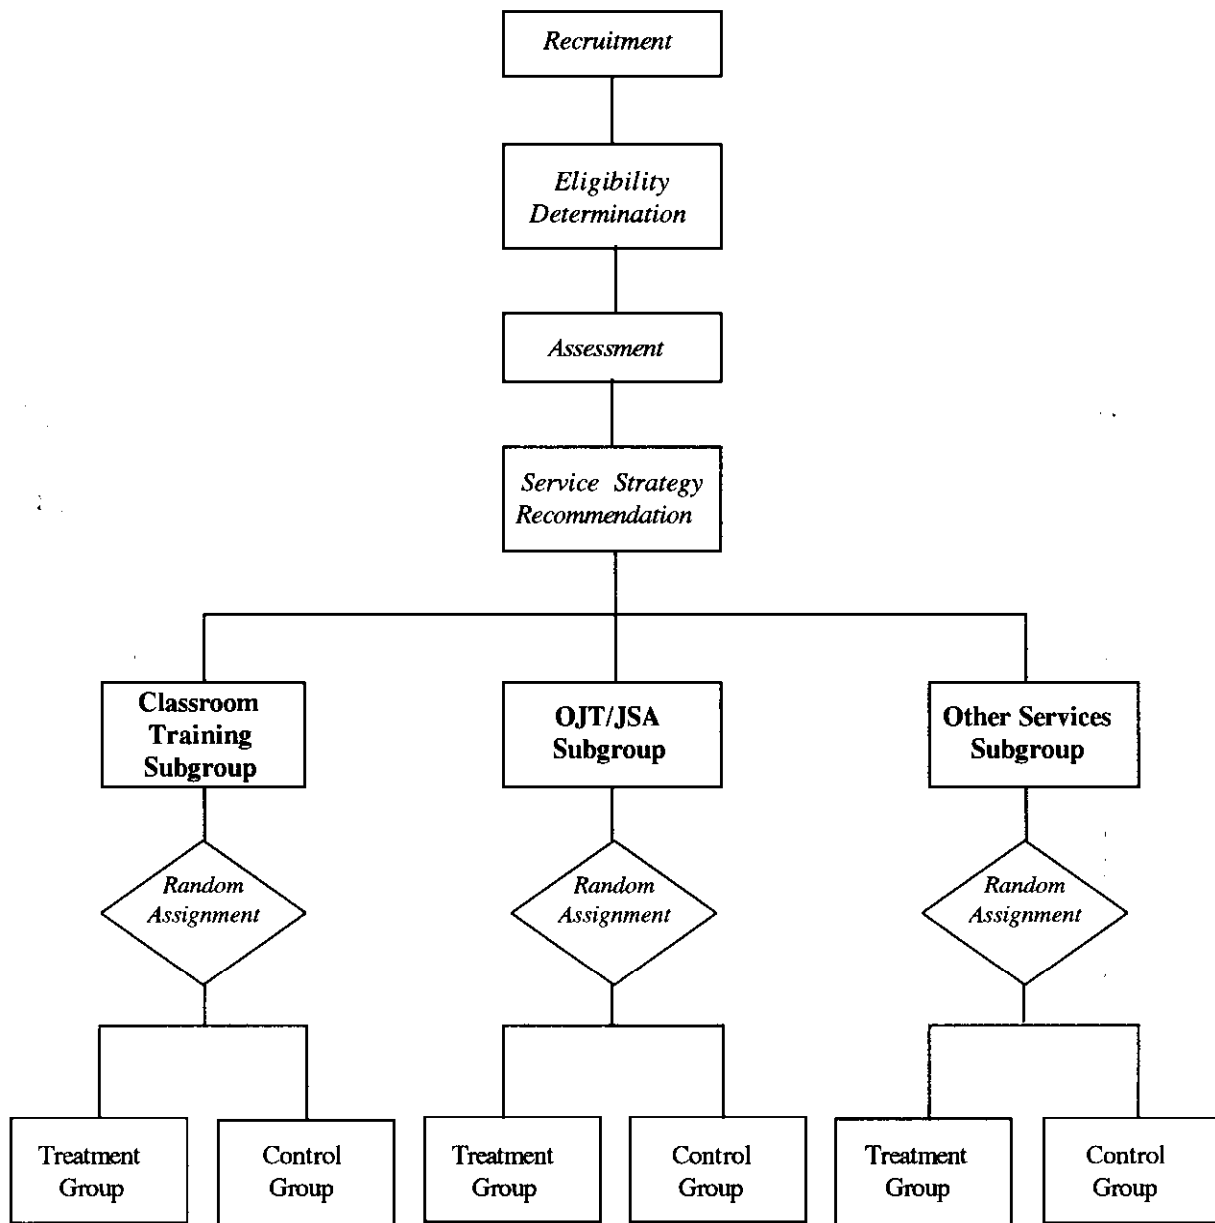 Recruitment
Eligibility
Determination
Assessment
Service Strategy
Recommendation
Classroom
Training
Subgroup
OJT/JSA
Subgroup
Other Services
Subgroup
Random
Assignment
Random
Assignment
Random
Assignment
Treatment
Group
Control
Group
Treatment
Group
Control
Group
Treatment
Group
Control
Group